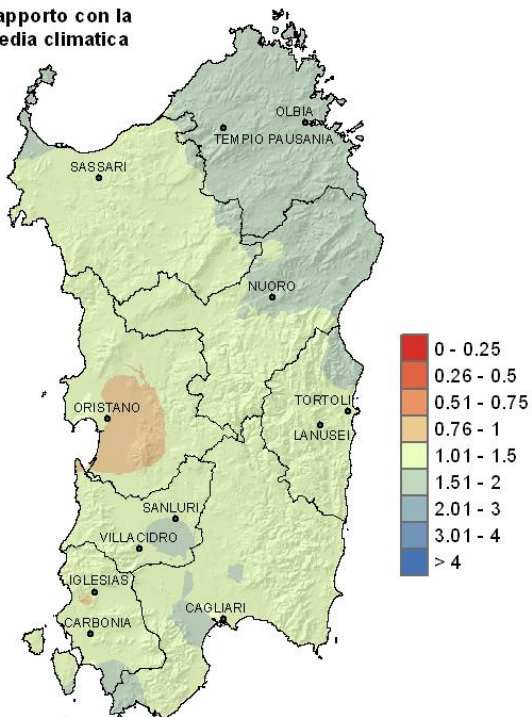 apporto con la
edia climatica
OLBIA
TEMPIO PAUSANIA
SASSARI
NUORO
ORISTANO
TORTOLI
LANUSEI
SANLURI
VILLACIDRO
IGLESIAS
CAGLIARI
CARBONIA
0 - 0.25
0.26 - 0.5
0.51 - 0.75
0.76 - 1
1.01 - 1.5
1.51 - 2
2.01 - 3
3.01 - 4
> 4